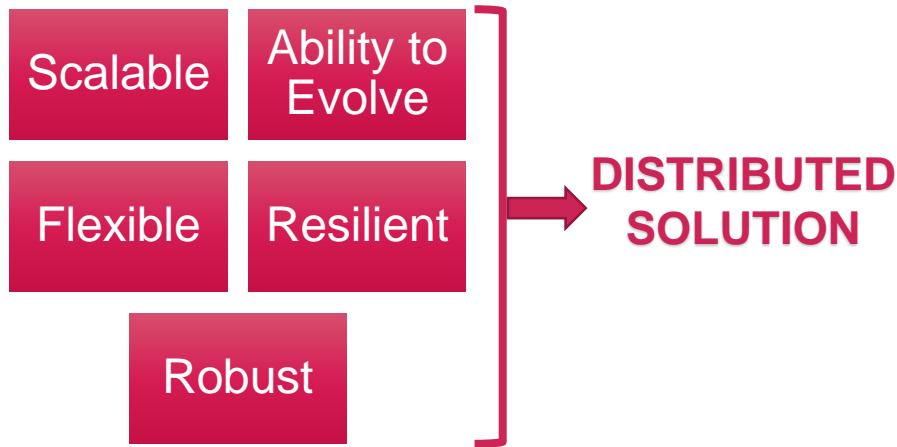 Scalable
Ability to
Evolve
Flexible
Resilient
Robust
DISTRIBUTED
SOLUTION